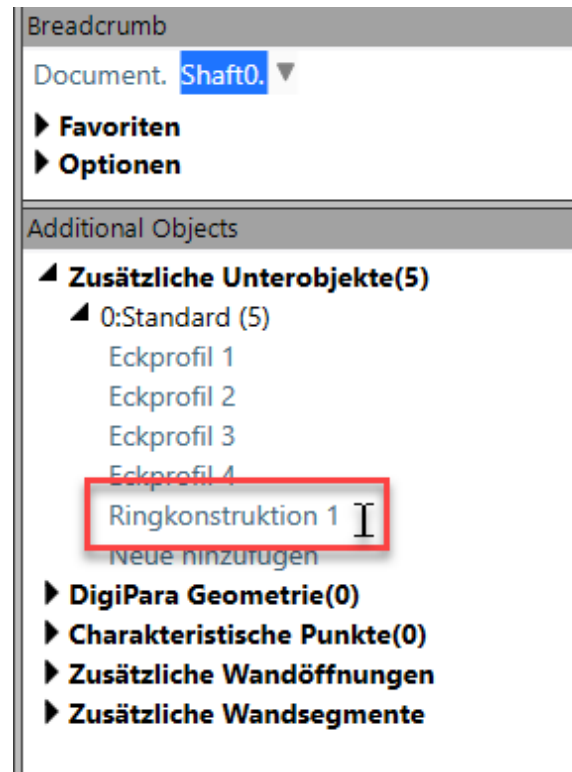 Breadcrumb
Document. Shaft0.
Favoriten
Optionen
Additional Objects
Zusätzliche Unterobjekte(5)
0:Standard (5)
Eckprofil 1
Eckprofil 2
Eckprofil 3
Eckprofil 4
Ringkonstruktion 1
Neue hinzufügen
DigiPara Geometrie(0)
Charakteristische Punkte(0)
Zusätzliche Wandöffnungen
Zusätzliche Wandsegmente